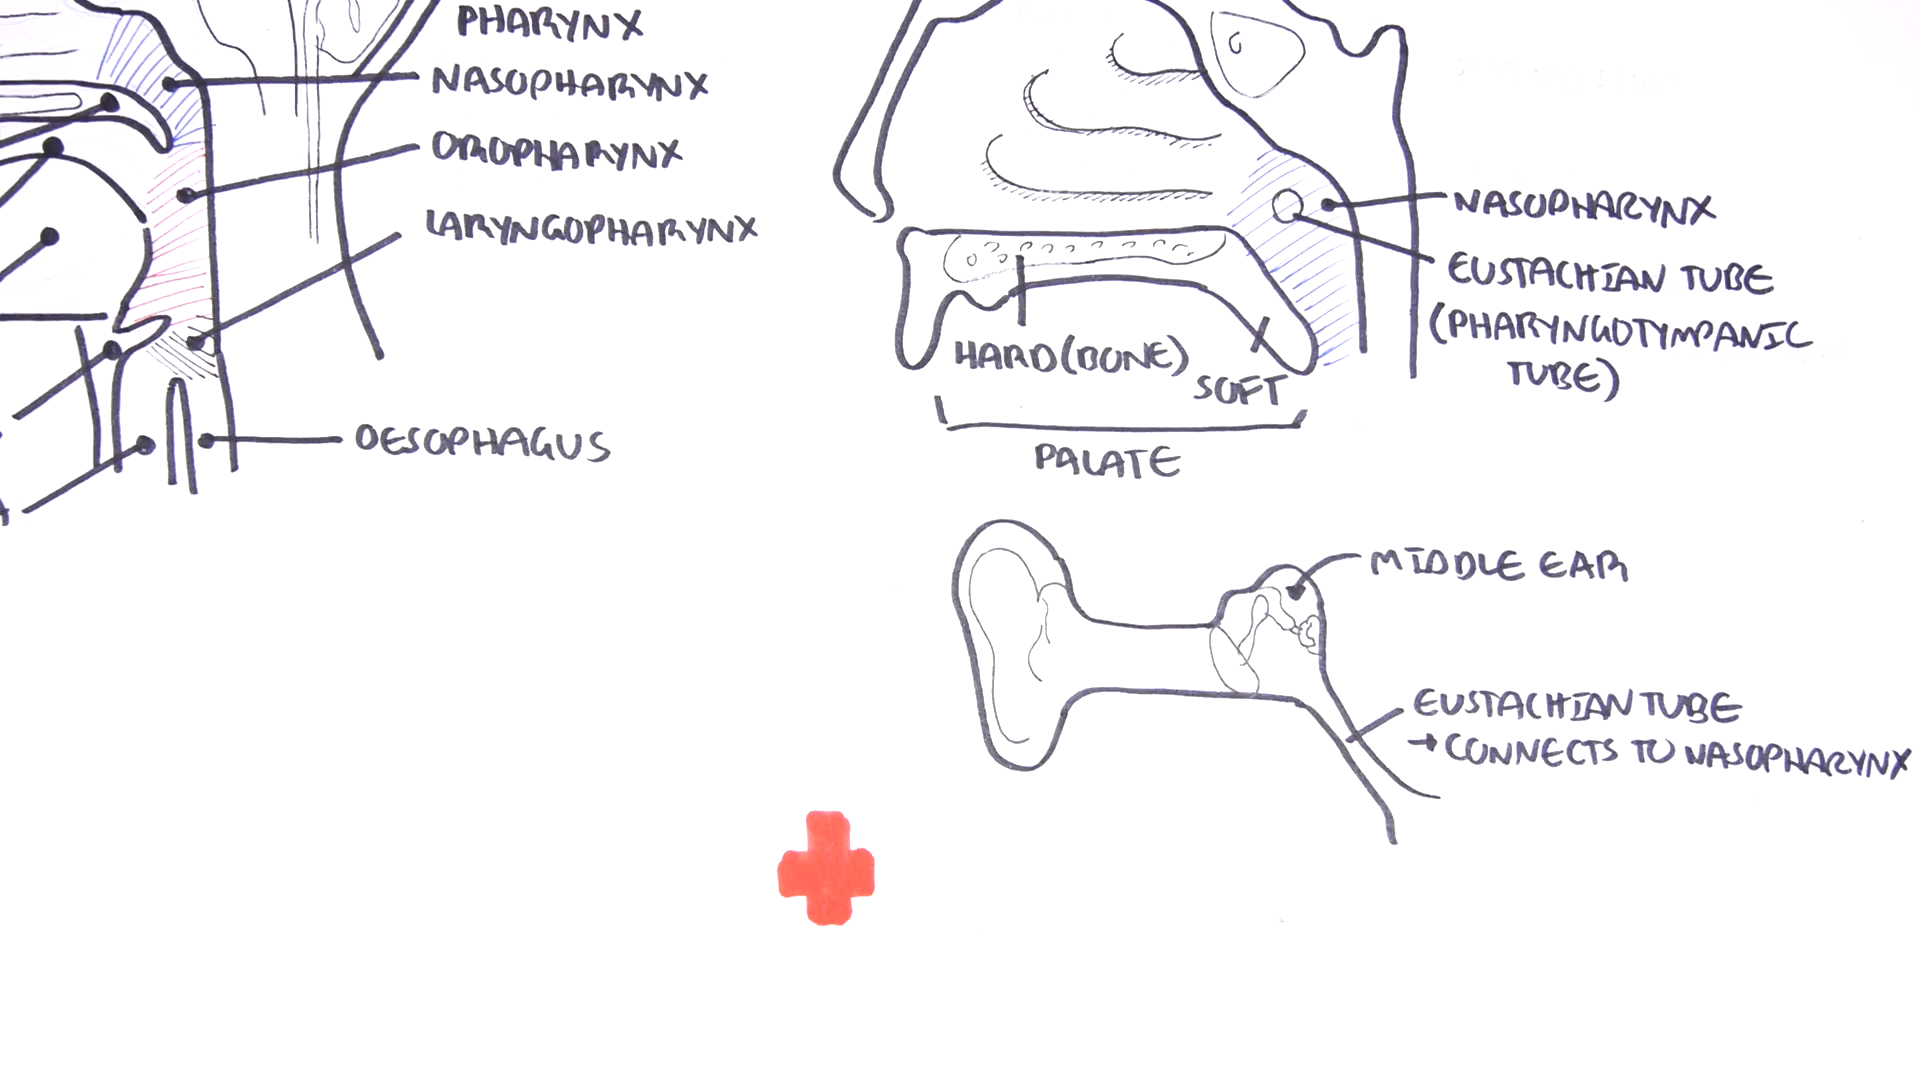 PHARYNX
NASOPHARYNX
OROPHARYNX
LARYNGOPHARYNX
OESOPHAGUS
NASOPHARYNX
EUSTACHIAN TUBE
(PHARYNGOTYMPANIC
TUBE)
HARD(BONE)
SOFT
PALATE
MIDDLE EAR
EUSTACHIAN TUBE
→ CONNECTS TO NASOPHARYNX